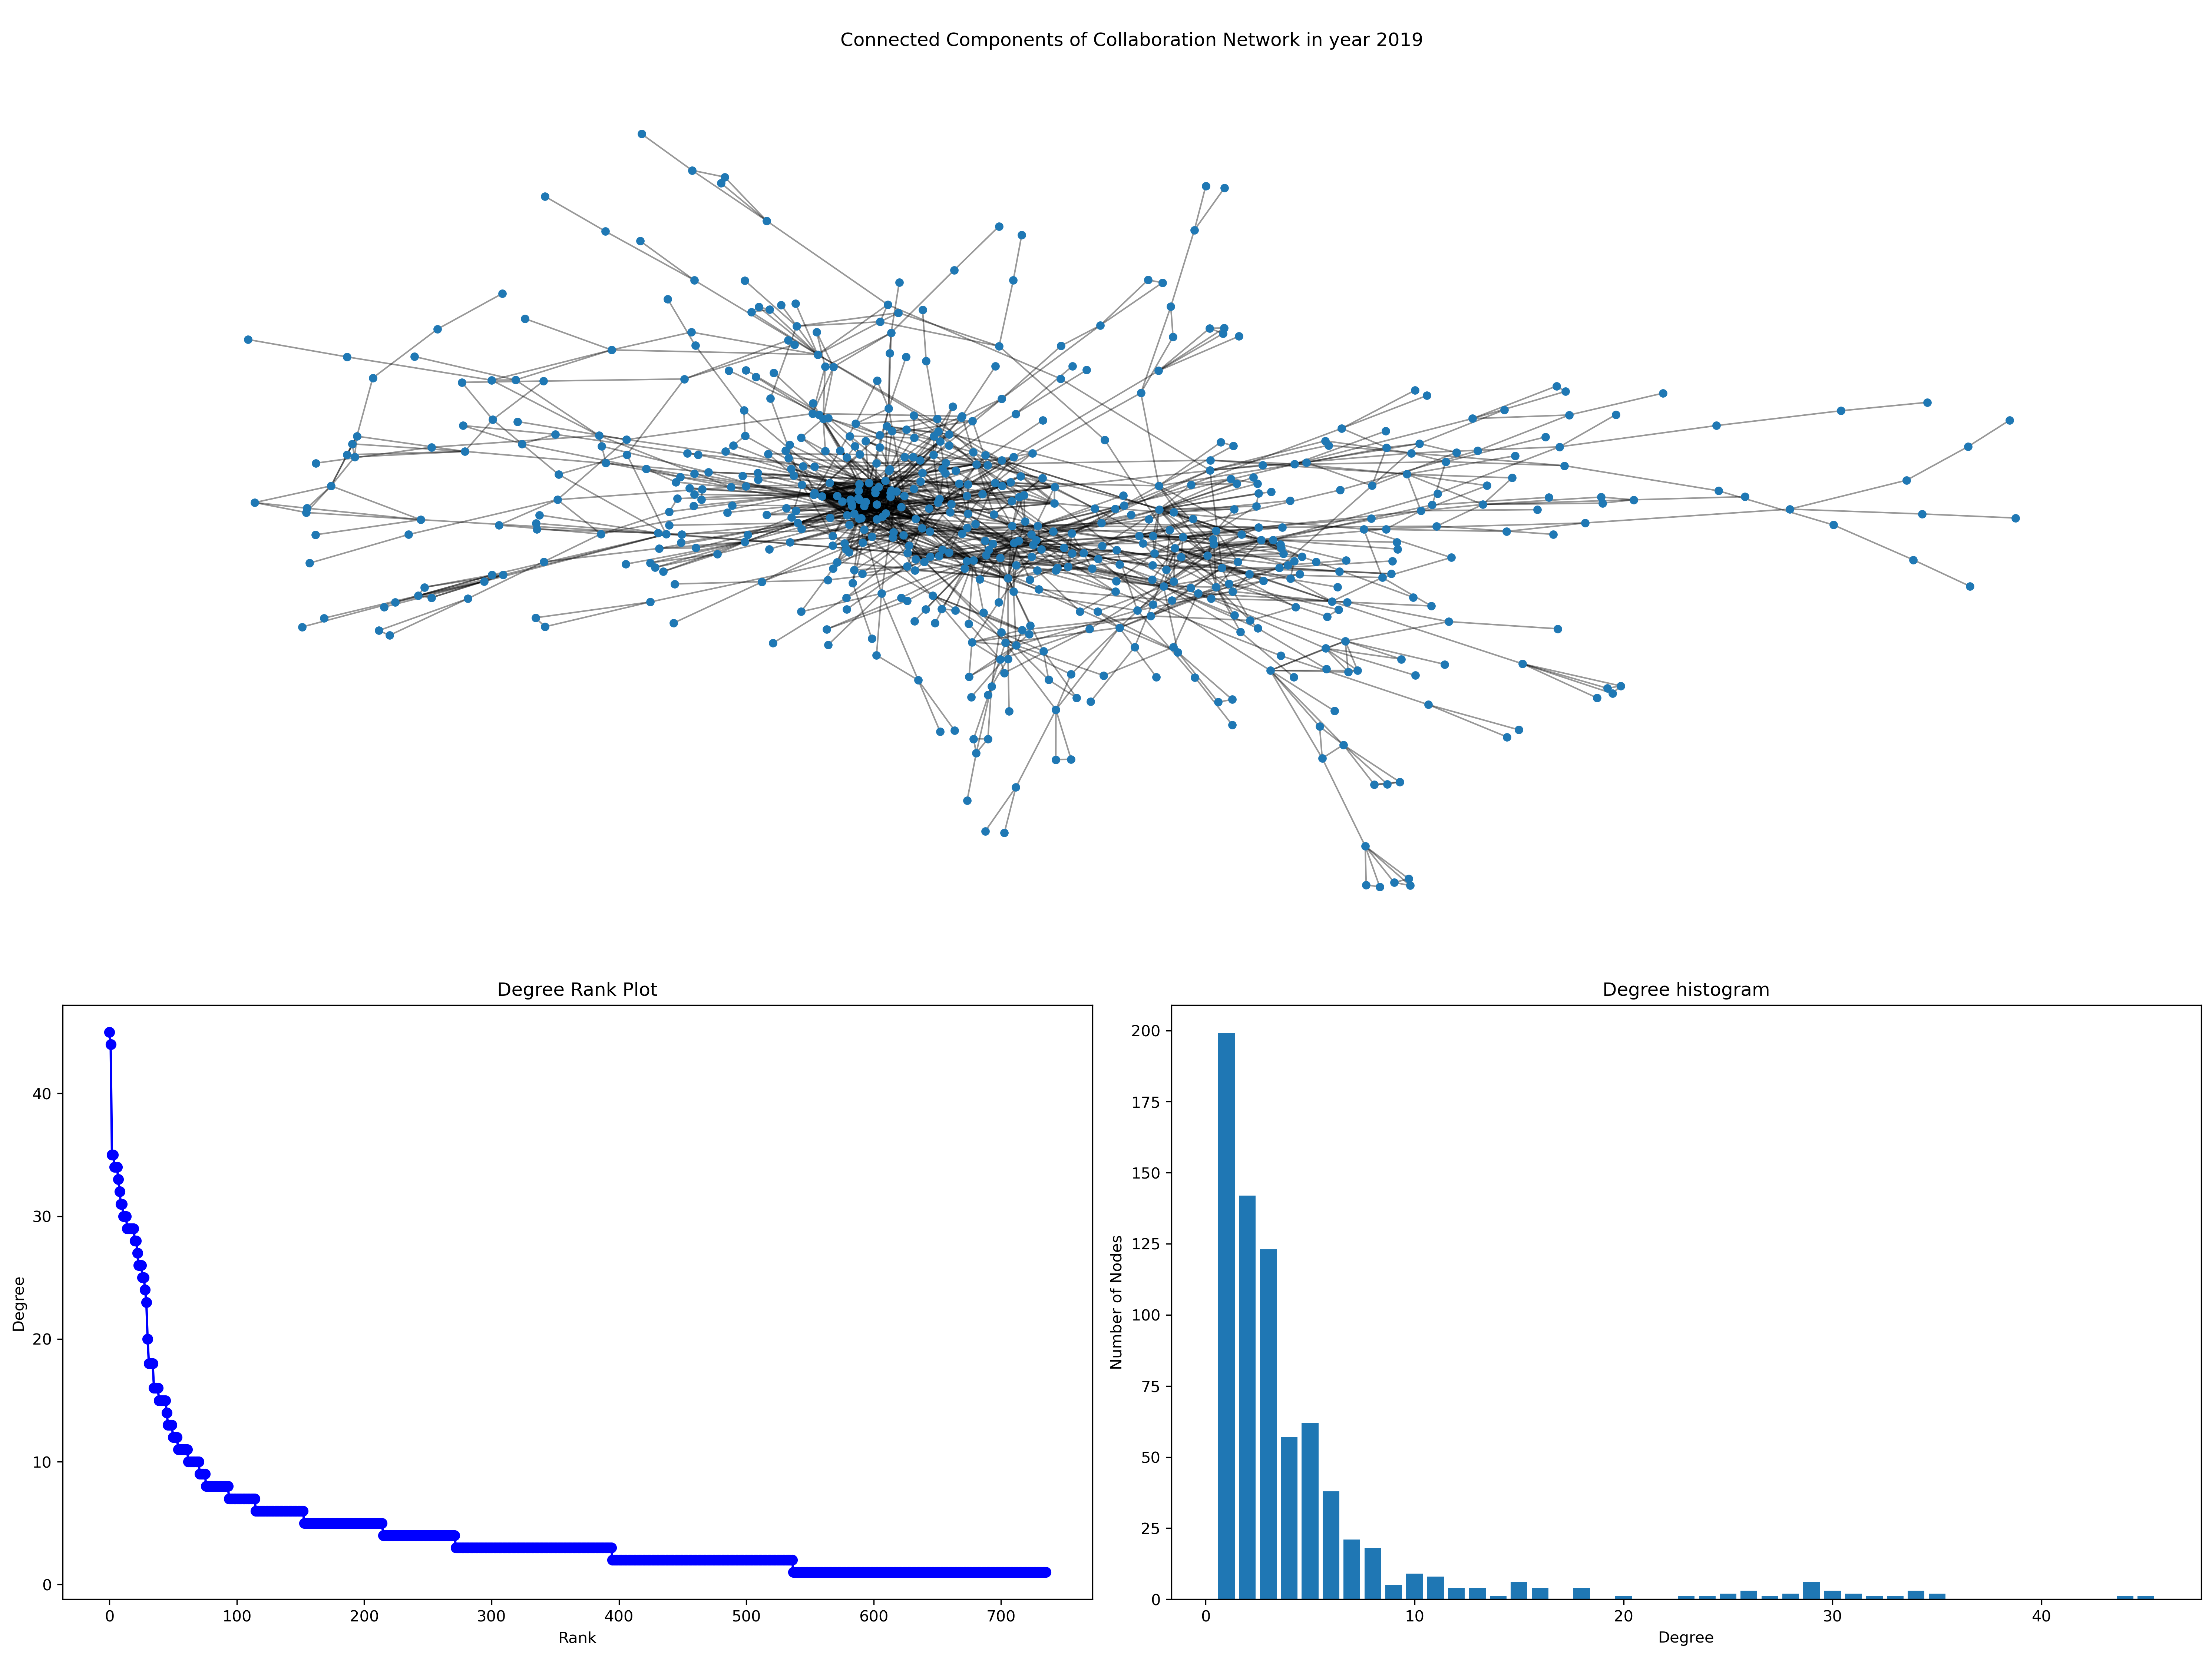 Connected Components of Collaboration Network in year 2019
Degree Rank Plot
Degree
40
30
20
10
0
0 100 200 300 400 500 600 700
Rank
Degree histogram
Number of Nodes
200
175
150
125
100
75
50
25
0
0 10 20 30 40
Degree